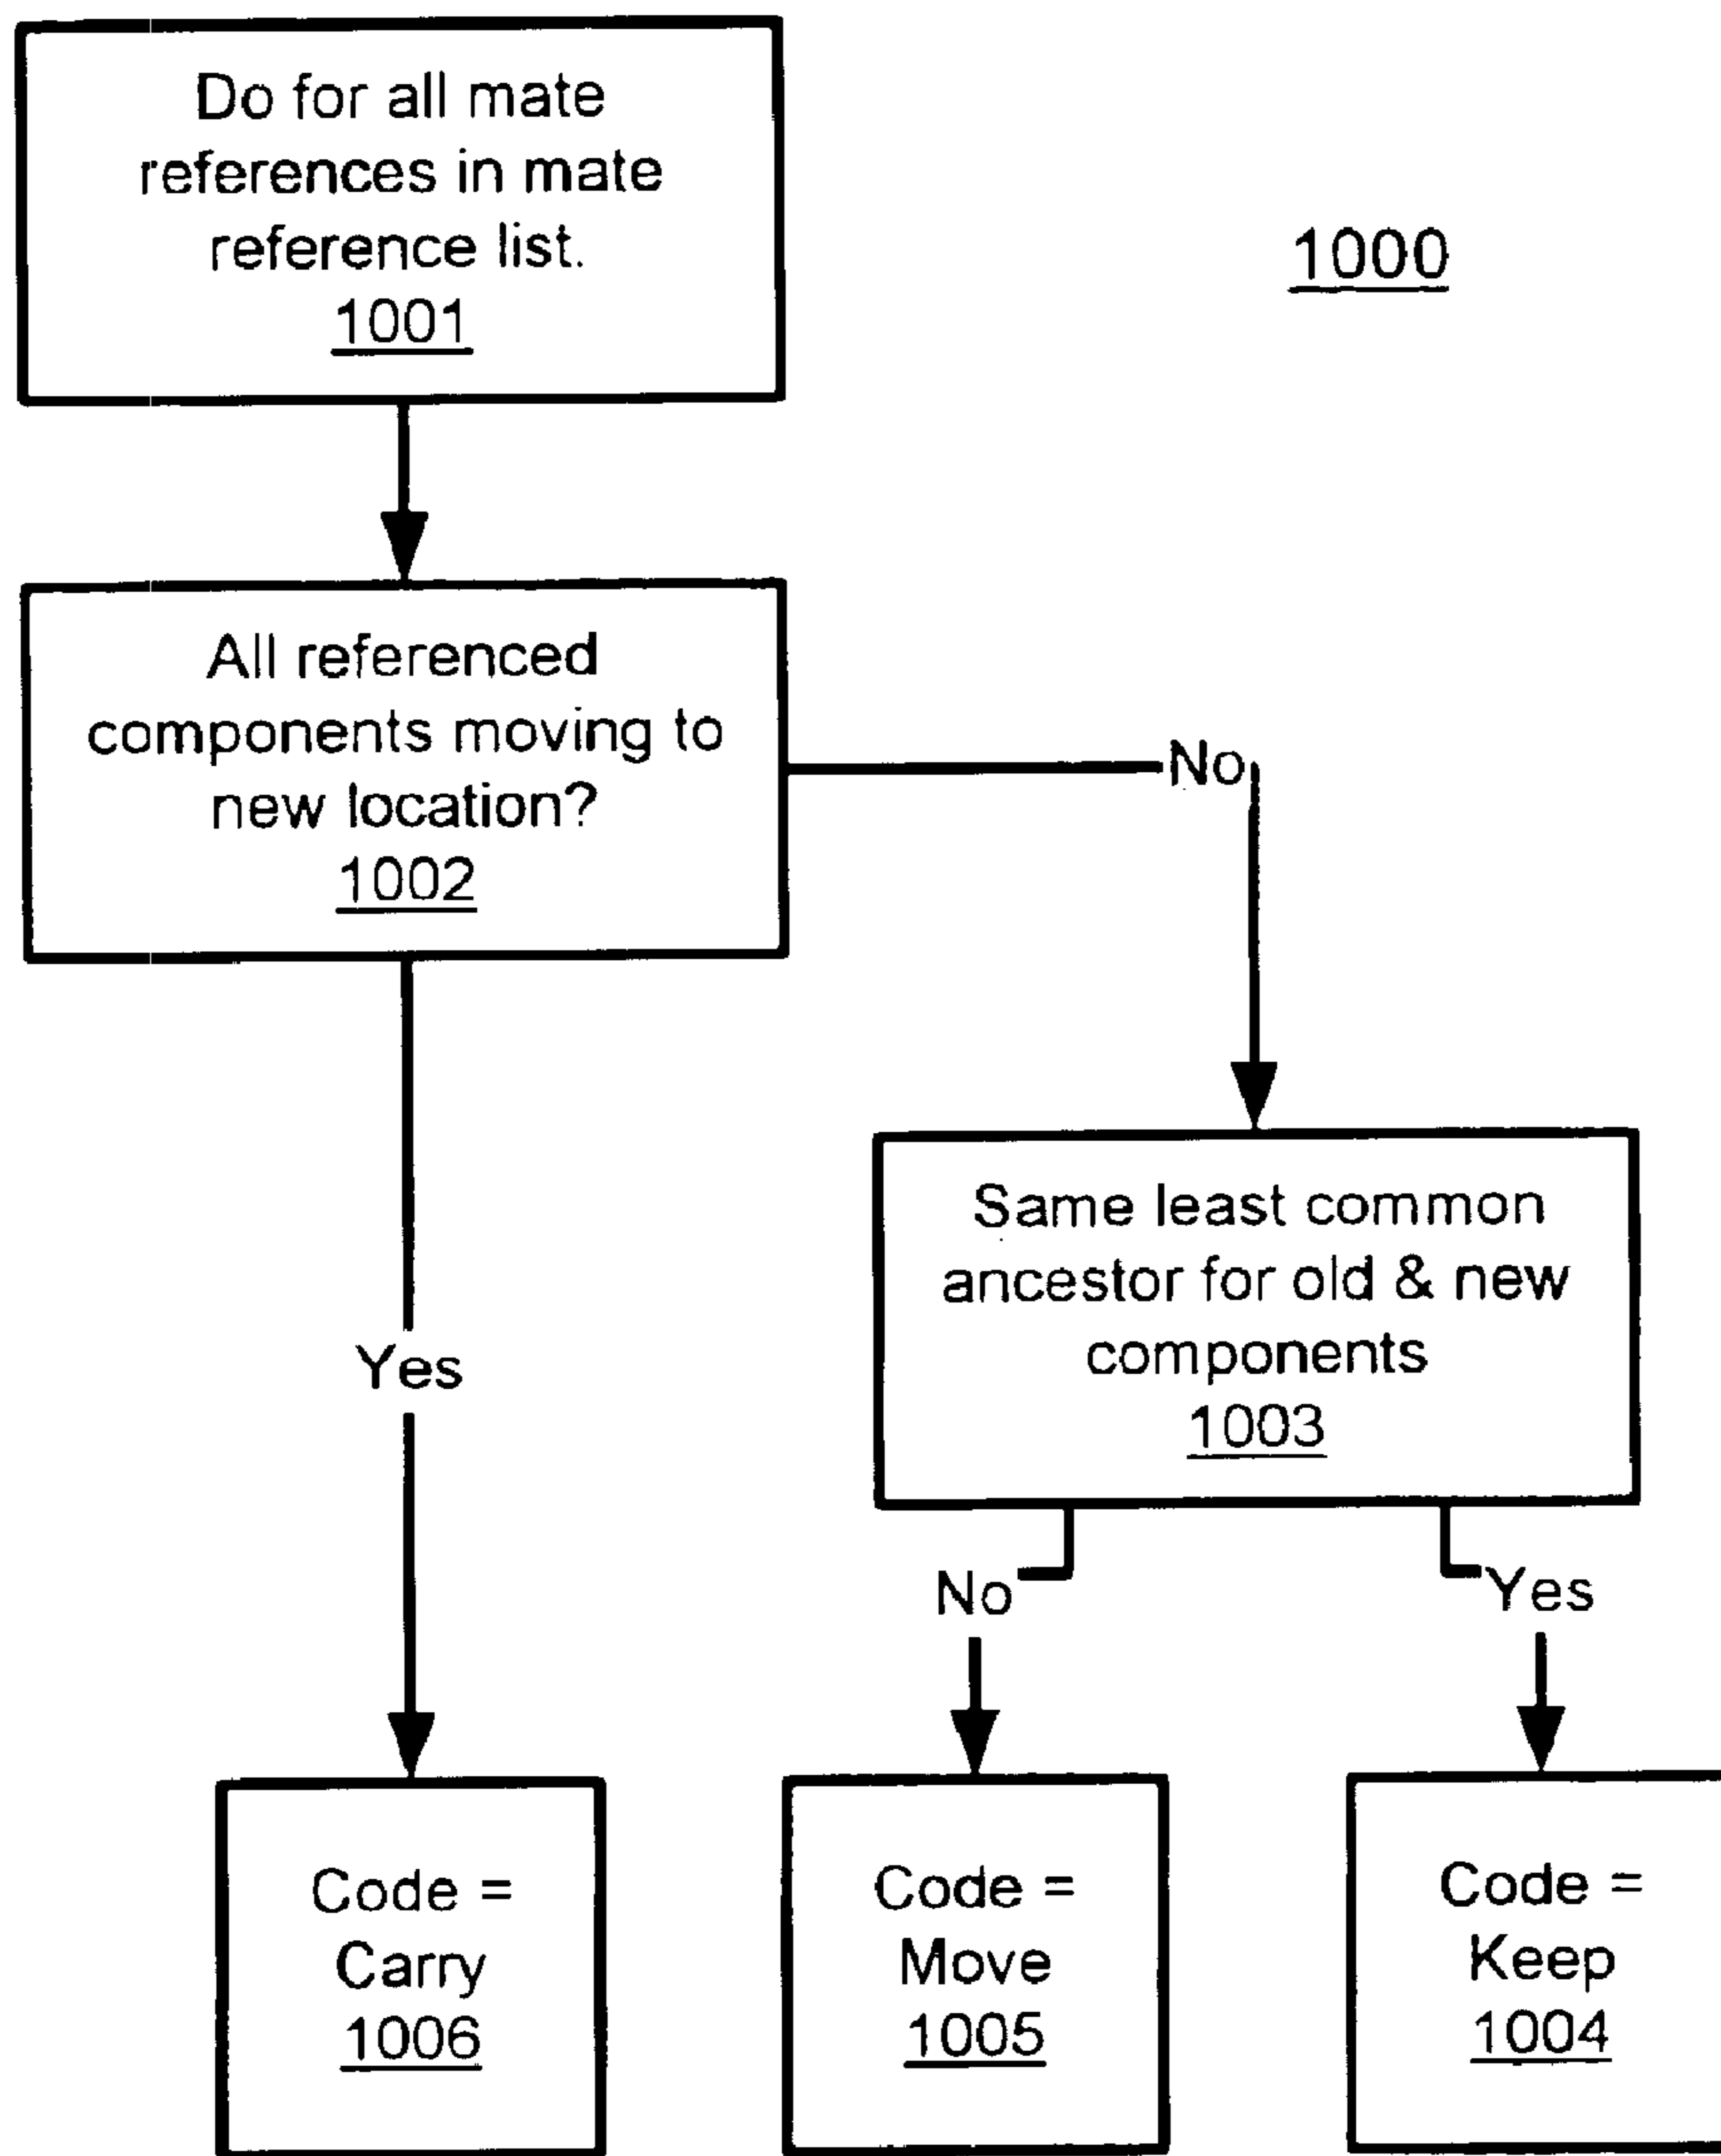 Do for all mate
references in mate
reference list.
1001
1000
All referenced
components moving to
new location?
1002
No
Same least common
ancestor for old & new
components
1003
Yes
No
Yes
Code =
Carry
1006
Code =
Move
1005
Code =
Keep
1004